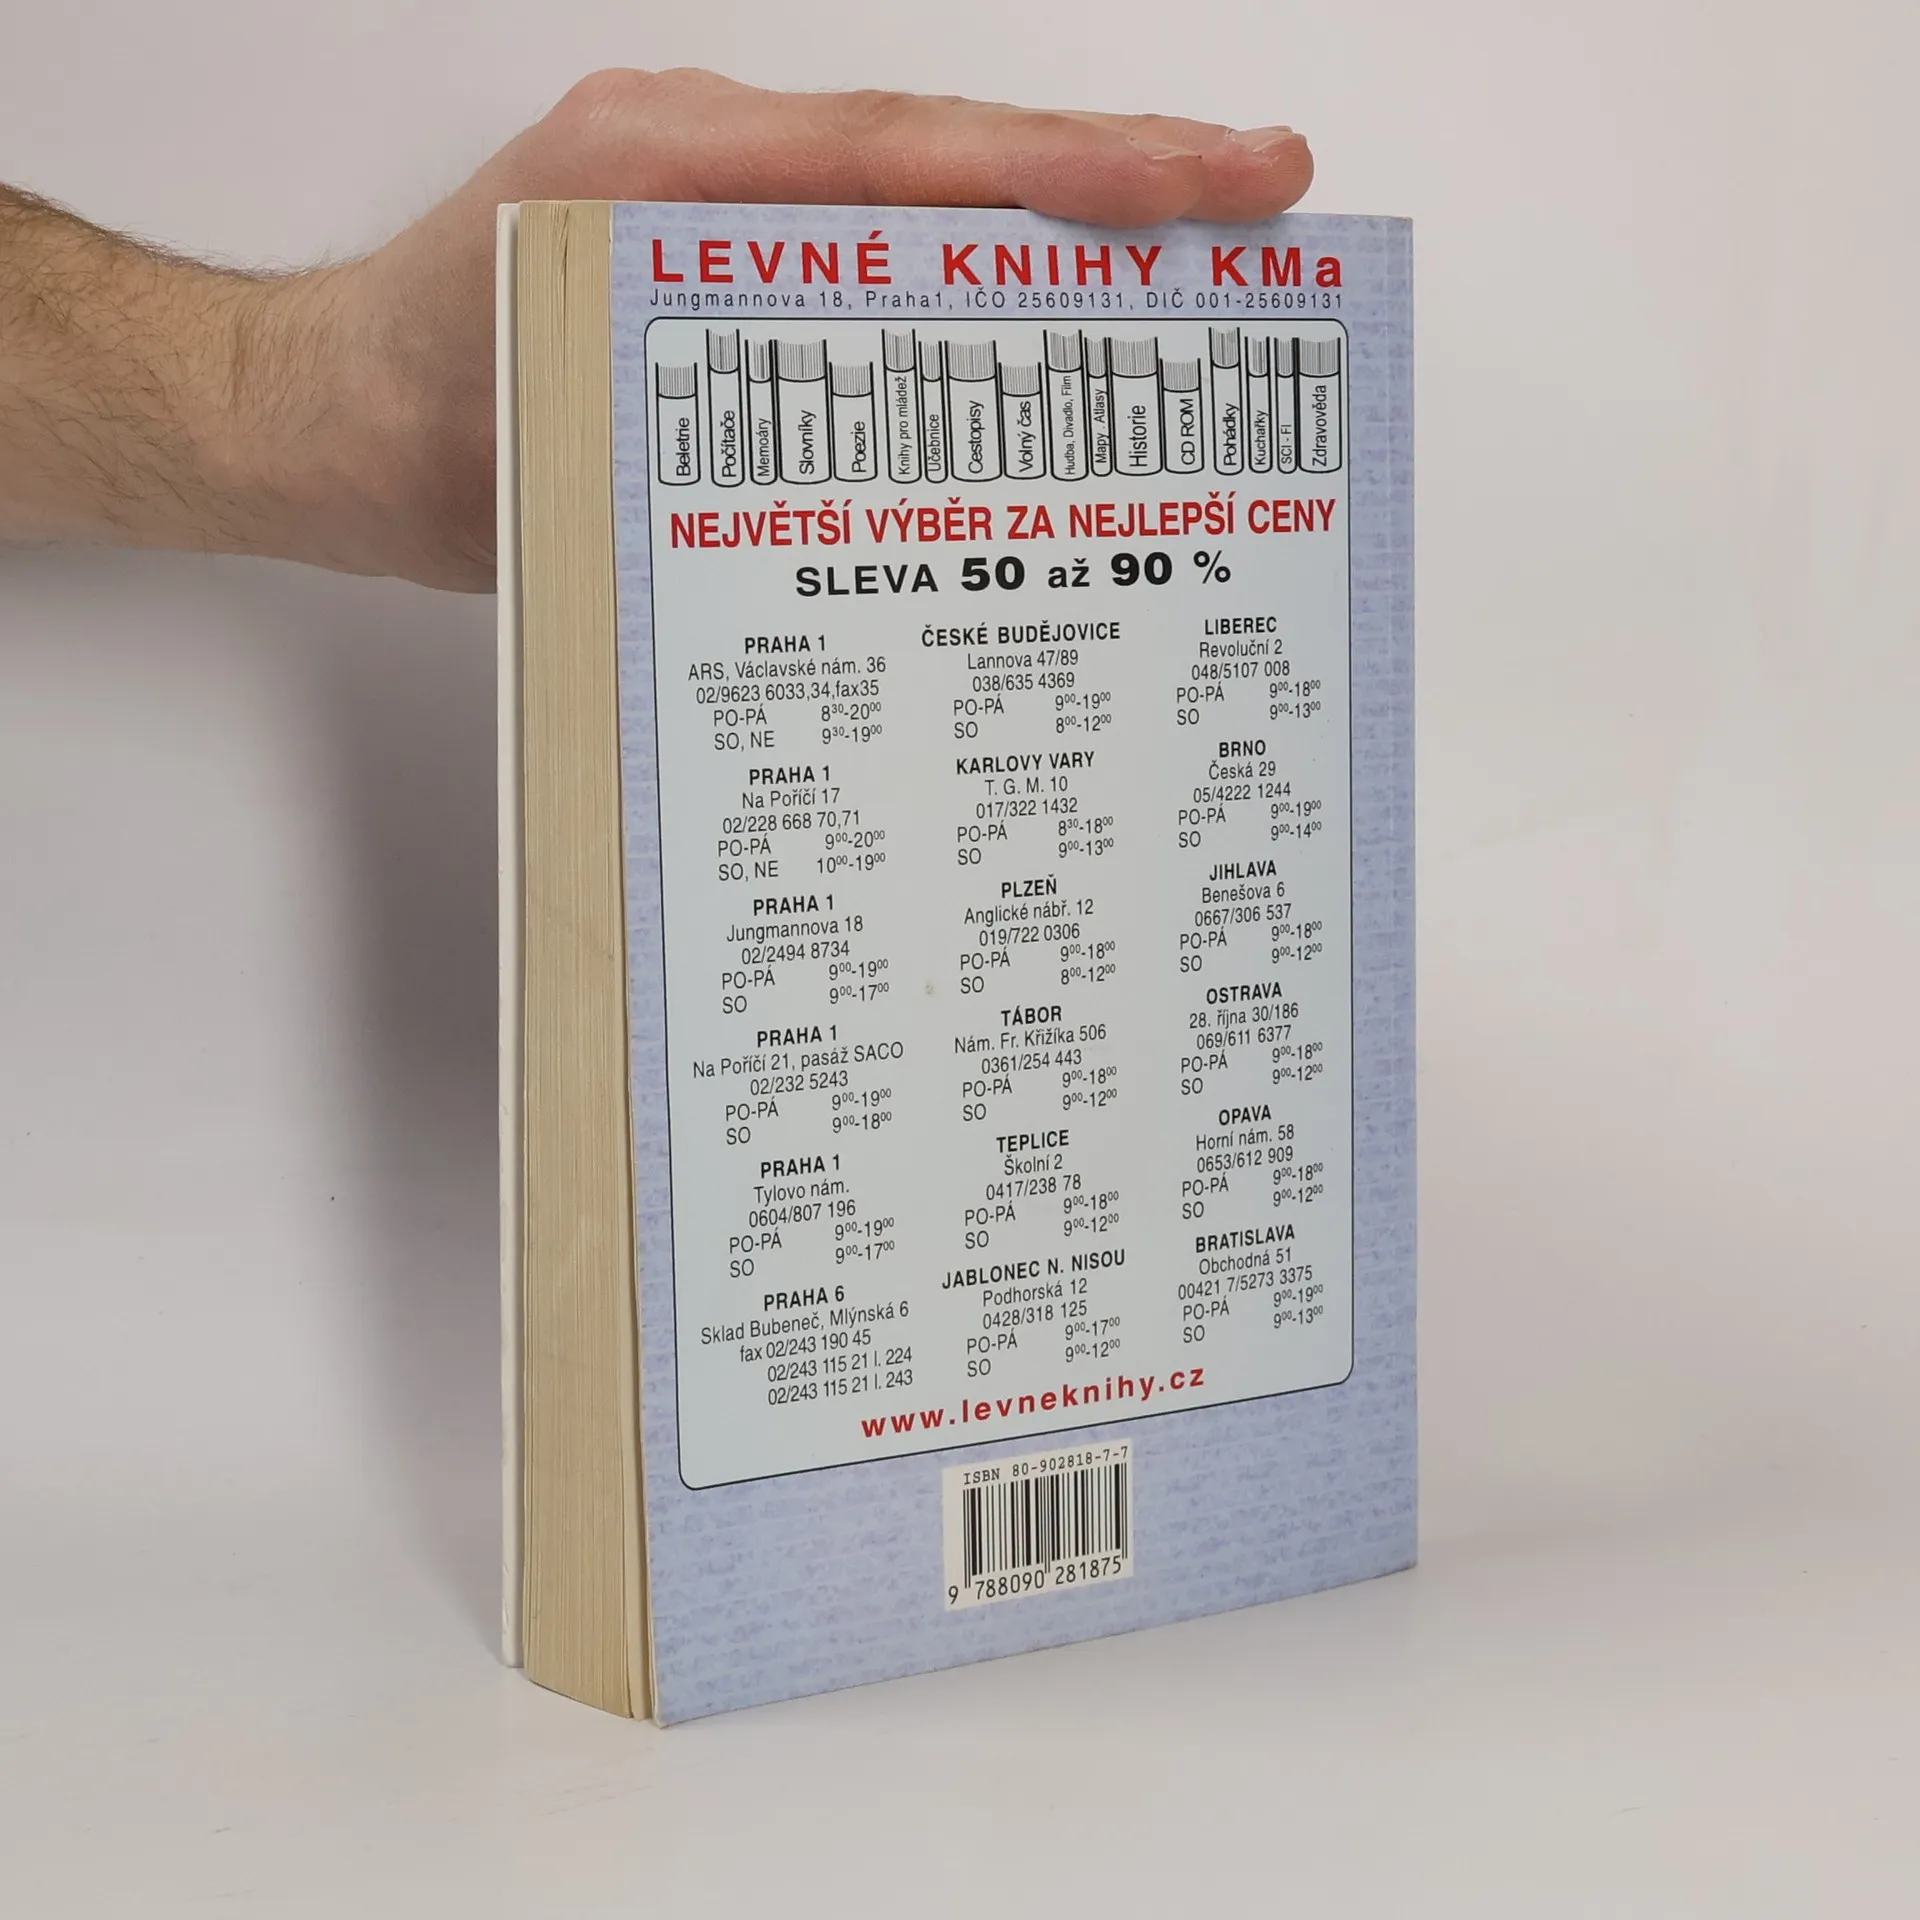 LEVNÉ KNIHY KMa
Jungmannova 18, Praha1, IČO 25609131, DIČ 001-25609131
Beletrie
Počítače
Memoáry
Slovníky
Poezie
Knihy pro mládež
Učebnice
Cestopisy
Volný čas
Hudba, Divadlo, Film
Mapy . Atlasy
Historie
CD ROM
Pohádky
Kuchařky
SCI - FI
Zdravověda
NEJVĚTŠÍ VÝBĚR ZA NEJLEPŠÍ CENY
SLEVA 50 až 90 %
PRAHA 1
ARS, Václavské nám. 36
02/9623 6033,34,fax35
PO-PÁ 8³⁰-20⁰⁰
SO, NE 9³⁰-19⁰⁰
PRAHA 1
Na Poříčí 17
02/228 668 70,71
PO-PÁ 9⁰⁰-20⁰⁰
SO, NE 10⁰⁰-19⁰⁰
PRAHA 1
Jungmannova 18
02/2494 8734
PO-PÁ 9⁰⁰-19⁰⁰
SO 9⁰⁰-17⁰⁰
PRAHA 1
Na Poříčí 21, pasáž SACO
02/232 5243
PO-PÁ 9⁰⁰-19⁰⁰
SO 9⁰⁰-18⁰⁰
PRAHA 1
Tylovo nám.
0604/807 196
PO-PÁ 9⁰⁰-19⁰⁰
SO 9⁰⁰-17⁰⁰
PRAHA 6
Sklad Bubeneč, Mlýnská 6
fax 02/243 190 45
02/243 115 21 l. 224
02/243 115 21 l. 243
ČESKÉ BUDĚJOVICE
Lannova 47/89
038/635 4369
PO-PÁ 9⁰⁰-19⁰⁰
SO 8⁰⁰-12⁰⁰
KARLOVY VARY
T. G. M. 10
017/322 1432
PO-PÁ 8³⁰-18⁰⁰
SO 9⁰⁰-13⁰⁰
PLZEŇ
Anglické nábř. 12
019/722 0306
PO-PÁ 9⁰⁰-18⁰⁰
SO 8⁰⁰-12⁰⁰
TÁBOR
Nám. Fr. Křižíka 506
0361/254 443
PO-PÁ 9⁰⁰-18⁰⁰
SO 9⁰⁰-12⁰⁰
TEPLICE
Školní 2
0417/238 78
PO-PÁ 9⁰⁰-18⁰⁰
SO 9⁰⁰-12⁰⁰
JABLONEC N. NISOU
Podhorská 12
0428/318 125
PO-PÁ 9⁰⁰-17⁰⁰
SO 9⁰⁰-12⁰⁰
LIBEREC
Revoluční 2
048/5107 008
PO-PÁ 9⁰⁰-18⁰⁰
SO 9⁰⁰-13⁰⁰
BRNO
Česká 29
05/4222 1244
PO-PÁ 9⁰⁰-19⁰⁰
SO 9⁰⁰-14⁰⁰
JIHLAVA
Benešova 6
0667/306 537
PO-PÁ 9⁰⁰-18⁰⁰
SO 9⁰⁰-12⁰⁰
OSTRAVA
28. října 30/186
069/611 6377
PO-PÁ 9⁰⁰-18⁰⁰
SO 9⁰⁰-12⁰⁰
OPAVA
Horní nám. 58
0653/612 909
PO-PÁ 9⁰⁰-18⁰⁰
SO 9⁰⁰-12⁰⁰
BRATISLAVA
Obchodná 51
00421 7/5273 3375
PO-PÁ 9⁰⁰-19⁰⁰
SO 9⁰⁰-13⁰⁰
www.levneknihy.cz
ISBN 80-902818-7-7
9 788090 281875